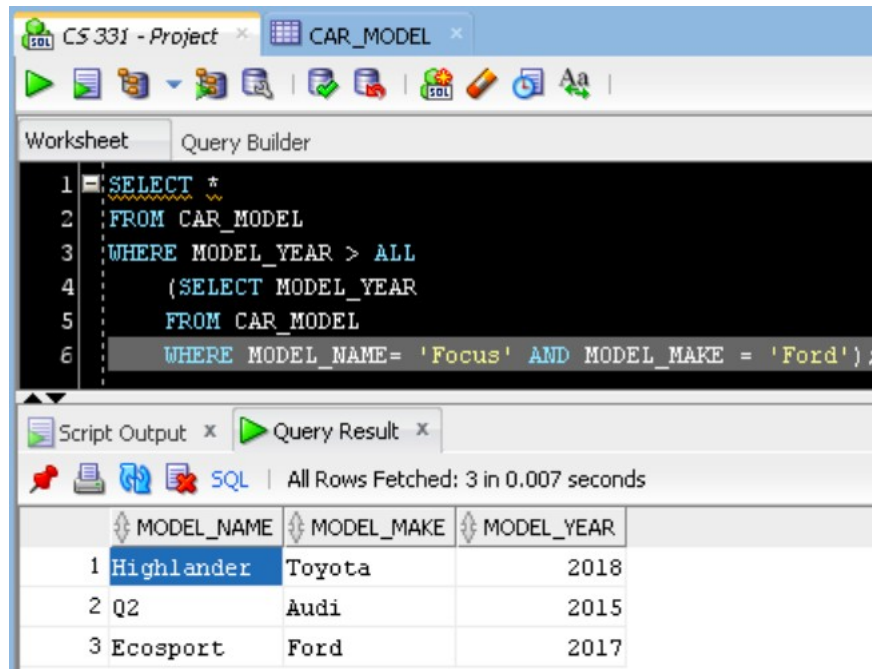 CS 331 - Project × CAR_MODEL ×
SQL Aa
Worksheet Query Builder
1 SELECT *
2 FROM CAR_MODEL
3 WHERE MODEL_YEAR > ALL
4 (SELECT MODEL_YEAR
5 FROM CAR_MODEL
6 WHERE MODEL_NAME= 'Focus' AND MODEL_MAKE = 'Ford');
Script Output × Query Result ×
SQL | All Rows Fetched: 3 in 0.007 seconds
MODEL_NAME MODEL_MAKE MODEL_YEAR
1 Highlander Toyota 2018
2 Q2 Audi 2015
3 Ecosport Ford 2017